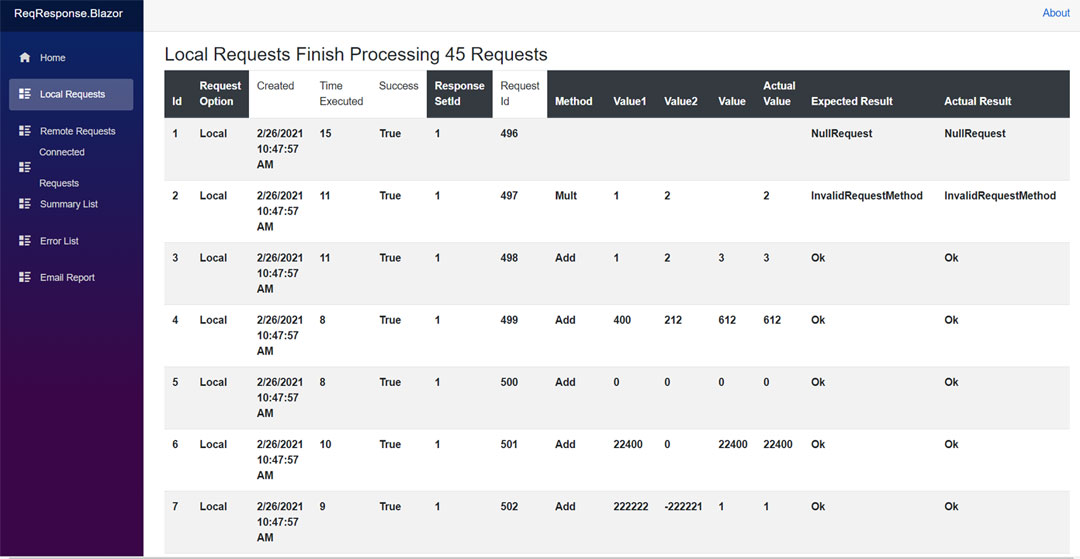 ReqResponse.Blazor
About
Home
Local Requests
Remote Requests
Connected
Requests
Summary List
Error List
Email Report
Local Requests Finish Processing 45 Requests
Id Request Option Created Time Executed Success Response SetId Request Id Method Value1 Value2 Value Actual Value Expected Result Actual Result
1 Local 2/26/2021 10:47:57 AM 15 True 1 496 NullRequest NullRequest
2 Local 2/26/2021 10:47:57 AM 11 True 1 497 Mult 1 2 2 InvalidRequestMethod InvalidRequestMethod
3 Local 2/26/2021 10:47:57 AM 11 True 1 498 Add 1 2 3 3 Ok Ok
4 Local 2/26/2021 10:47:57 AM 8 True 1 499 Add 400 212 612 612 Ok Ok
5 Local 2/26/2021 10:47:57 AM 8 True 1 500 Add 0 0 0 0 Ok Ok
6 Local 2/26/2021 10:47:57 AM 10 True 1 501 Add 22400 0 22400 22400 Ok Ok
7 Local 2/26/2021 10:47:57 AM 9 True 1 502 Add 222222 -222221 1 1 Ok Ok